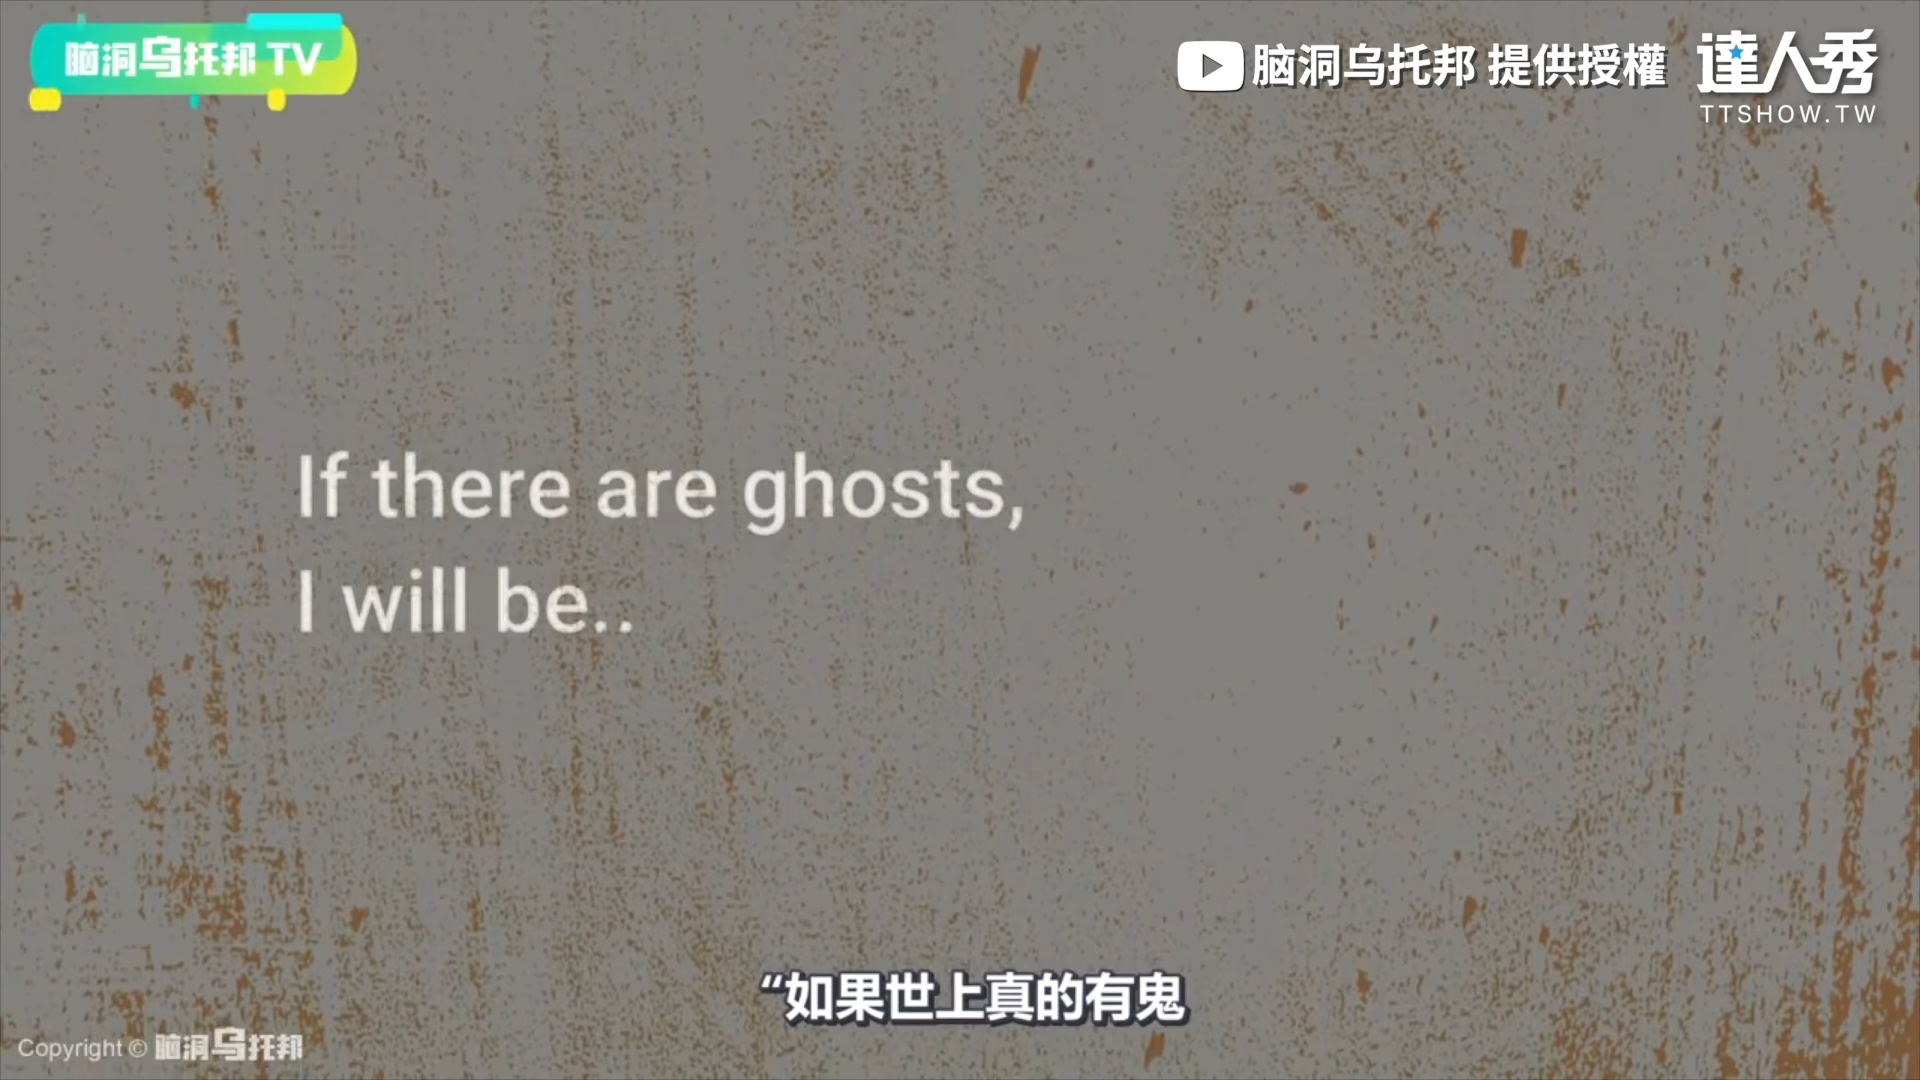 脑洞乌托邦 TV
脑洞乌托邦 提供授權
達人秀
TTSHOW.TW
If there are ghosts,
I will be..
“如果世上真的有鬼
Copyright © 脑洞乌托邦